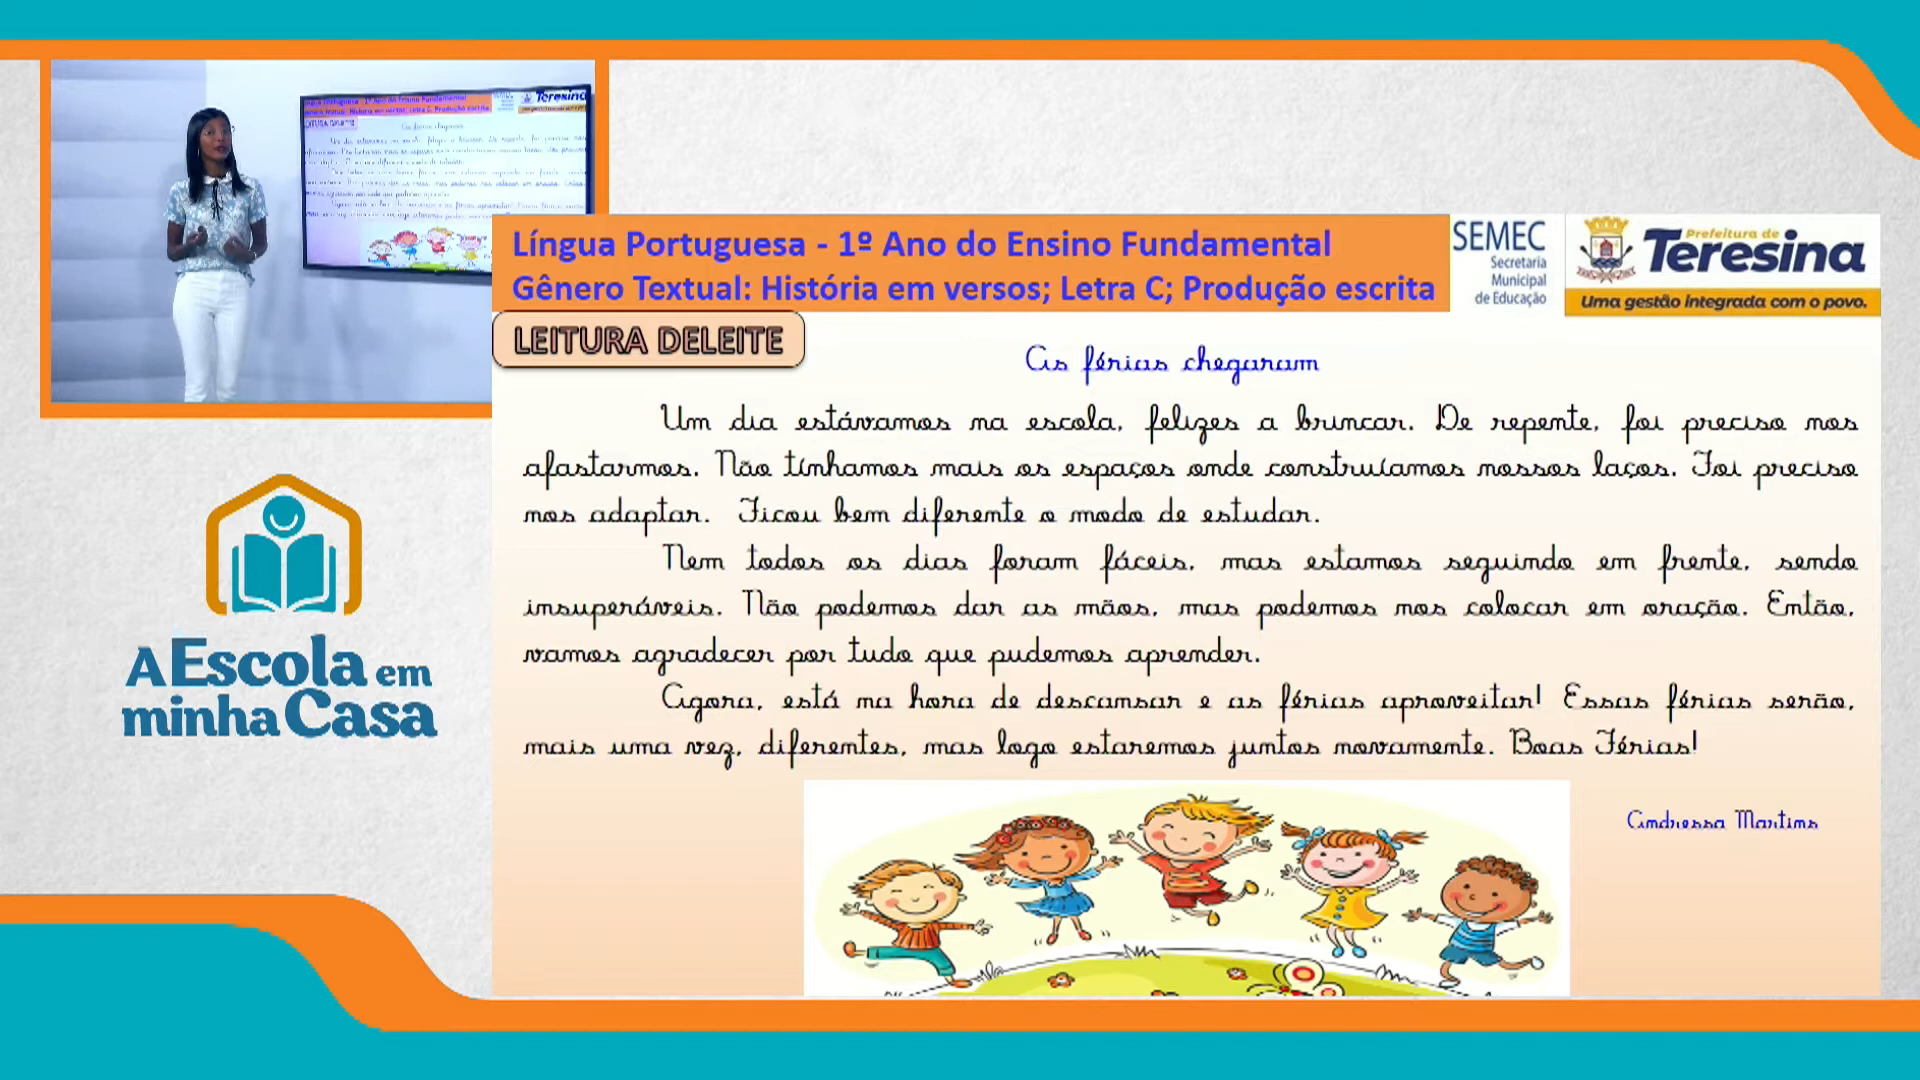 Língua Portuguesa - 1º Ano do Ensino Fundamental
Gênero Textual: História em versos; Letra C; Produção escrita
SEMEC
Secretaria
Municipal
de Educação
Prefeitura de
Teresina
Uma gestão integrada com o povo.
LEITURA DELEITE
As férias chegaram
Um dia estávamos na escola, felizes a brincar. De repente, foi preciso nos
afastarmos. Não tínhamos mais os espaços onde construíamos nossos laços. Foi preciso
nos adaptar. Ficou bem diferente o modo de estudar.
Nem todos os dias foram fáceis, mas estamos seguindo em frente, sendo
insuperáveis. Não podemos dar as mãos, mas podemos nos colocar em oração. Então,
vamos agradecer por tudo que pudemos aprender.
Agora, está na hora de descansar e as férias aproveitar! Essas férias serão,
mais uma vez, diferentes, mas logo estaremos juntos novamente. Boas Férias!
Andressa Martins
A Escola em
minha Casa